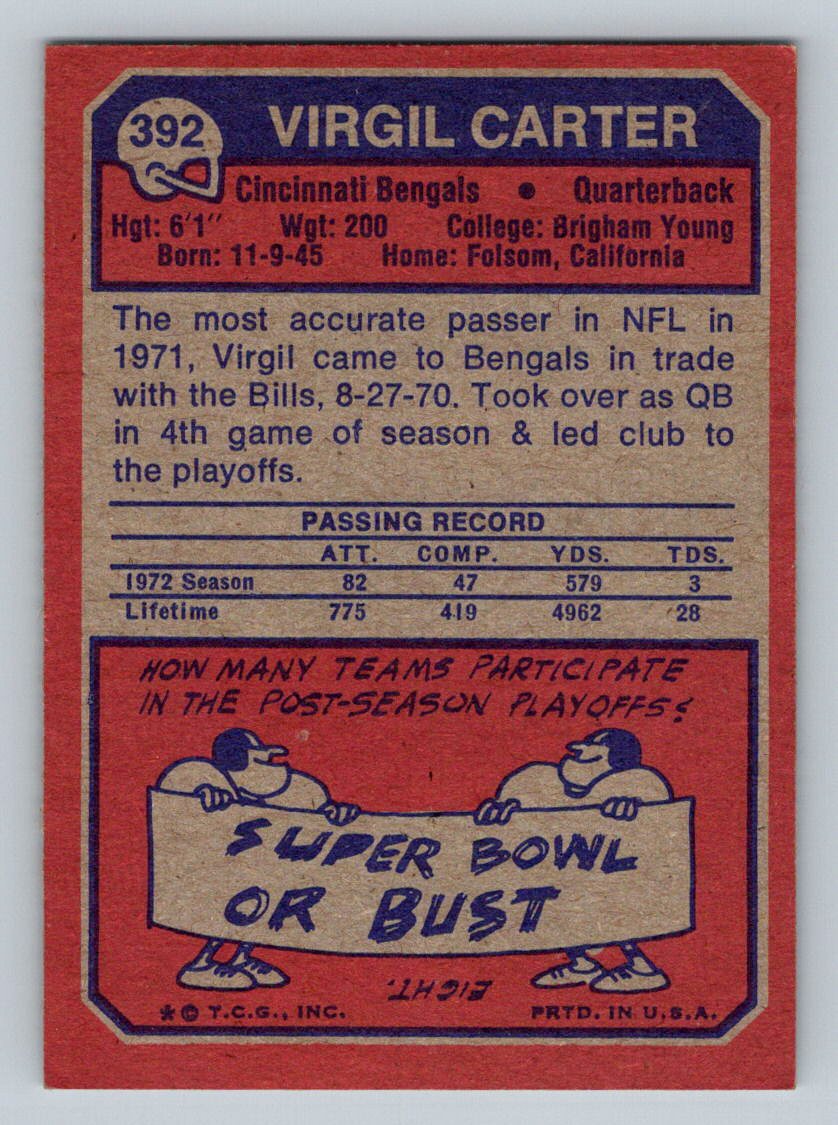 392 VIRGIL CARTER
Cincinnati Bengals • Quarterback
Hgt: 6'1" Wgt: 200 College: Brigham Young
Born: 11-9-45 Home: Folsom, California
The most accurate passer in NFL in
1971, Virgil came to Bengals in trade
with the Bills, 8-27-70. Took over as QB
in 4th game of season & led club to
the playoffs.
PASSING RECORD
ATT. COMP. YDS. TDS.
1972 Season 82 47 579 3
Lifetime 775 419 4962 28
HOW MANY TEAMS PARTICIPATE
IN THE POST-SEASON PLAYOFFS?
SUPER BOWL
OR BUST
EIGHT.
* © T.C.G., INC. PRTD. IN U.S.A.